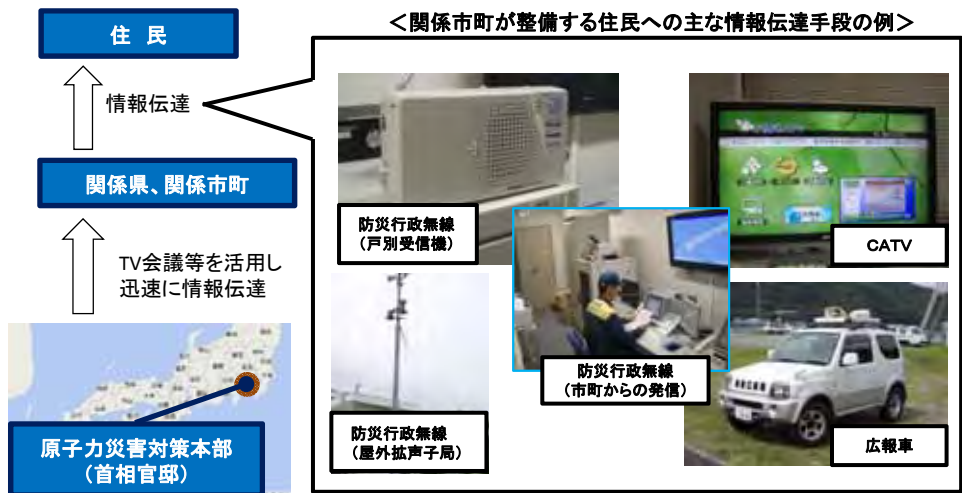 ＜関係市町が整備する住民への主な情報伝達手段の例＞
住 民
情報伝達
関係県、関係市町
TV会議等を活用し
迅速に情報伝達
原子力災害対策本部
（首相官邸）
防災行政無線
（戸別受信機）
CATV
防災行政無線
（市町からの発信）
防災行政無線
（屋外拡声子局）
広報車